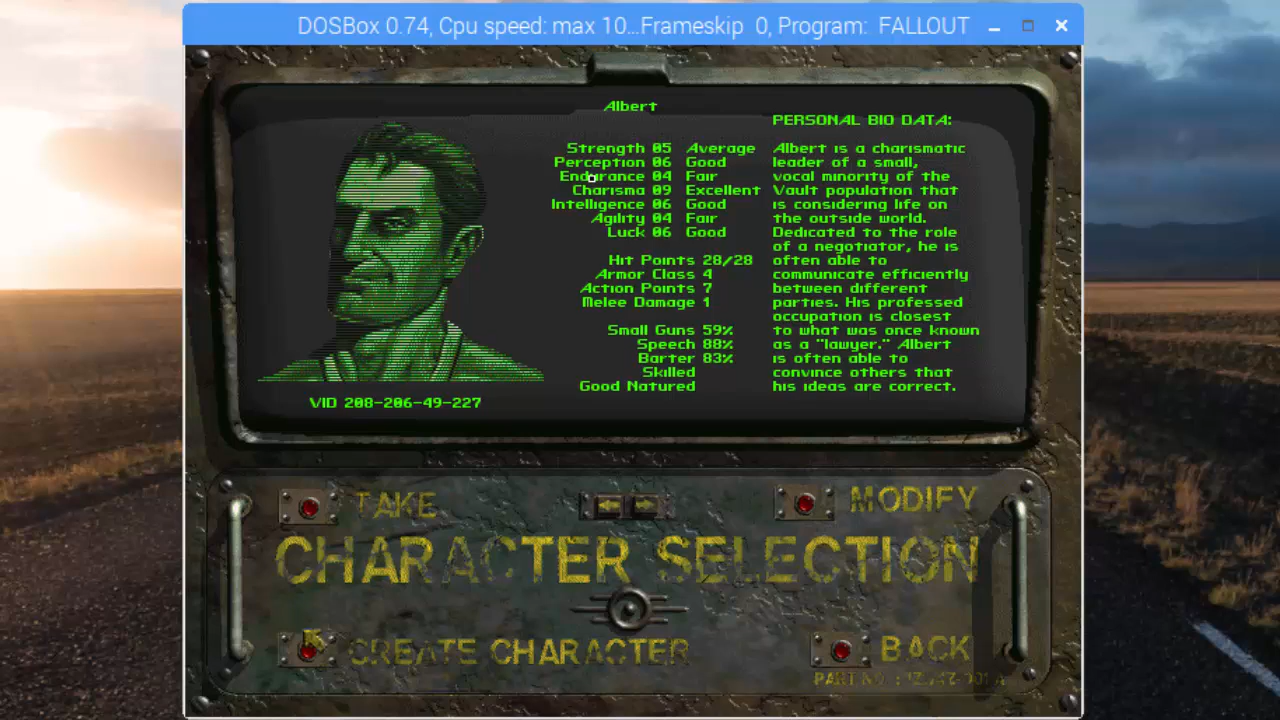 DOSBox 0.74, Cpu speed: max 10...Frameskip 0, Program: FALLOUT
Albert
Strength 05 Average
Perception 06 Good
Endurance 04 Fair
Charisma 09 Excellent
Intelligence 06 Good
Agility 04 Fair
Luck 06 Good
Hit Points 28/28
Armor Class 4
Action Points 7
Melee Damage 1
Small Guns 59%
Speech 88%
Barter 83%
Skilled
Good Natured
PERSONAL BIO DATA:
Albert is a charismatic
leader of a small,
vocal minority of the
Vault population that
is considering life on
the outside world.
Dedicated to the role
of a negotiator, he is
often able to
communicate efficiently
between different
parties. His professed
occupation is closest
to what was once known
as a "lawyer." Albert
is often able to
convince others that
his ideas are correct.
VID 208-206-49-227
TAKE
MODIFY
CHARACTER SELECTION
CREATE CHARACTER
BACK
PART NO.